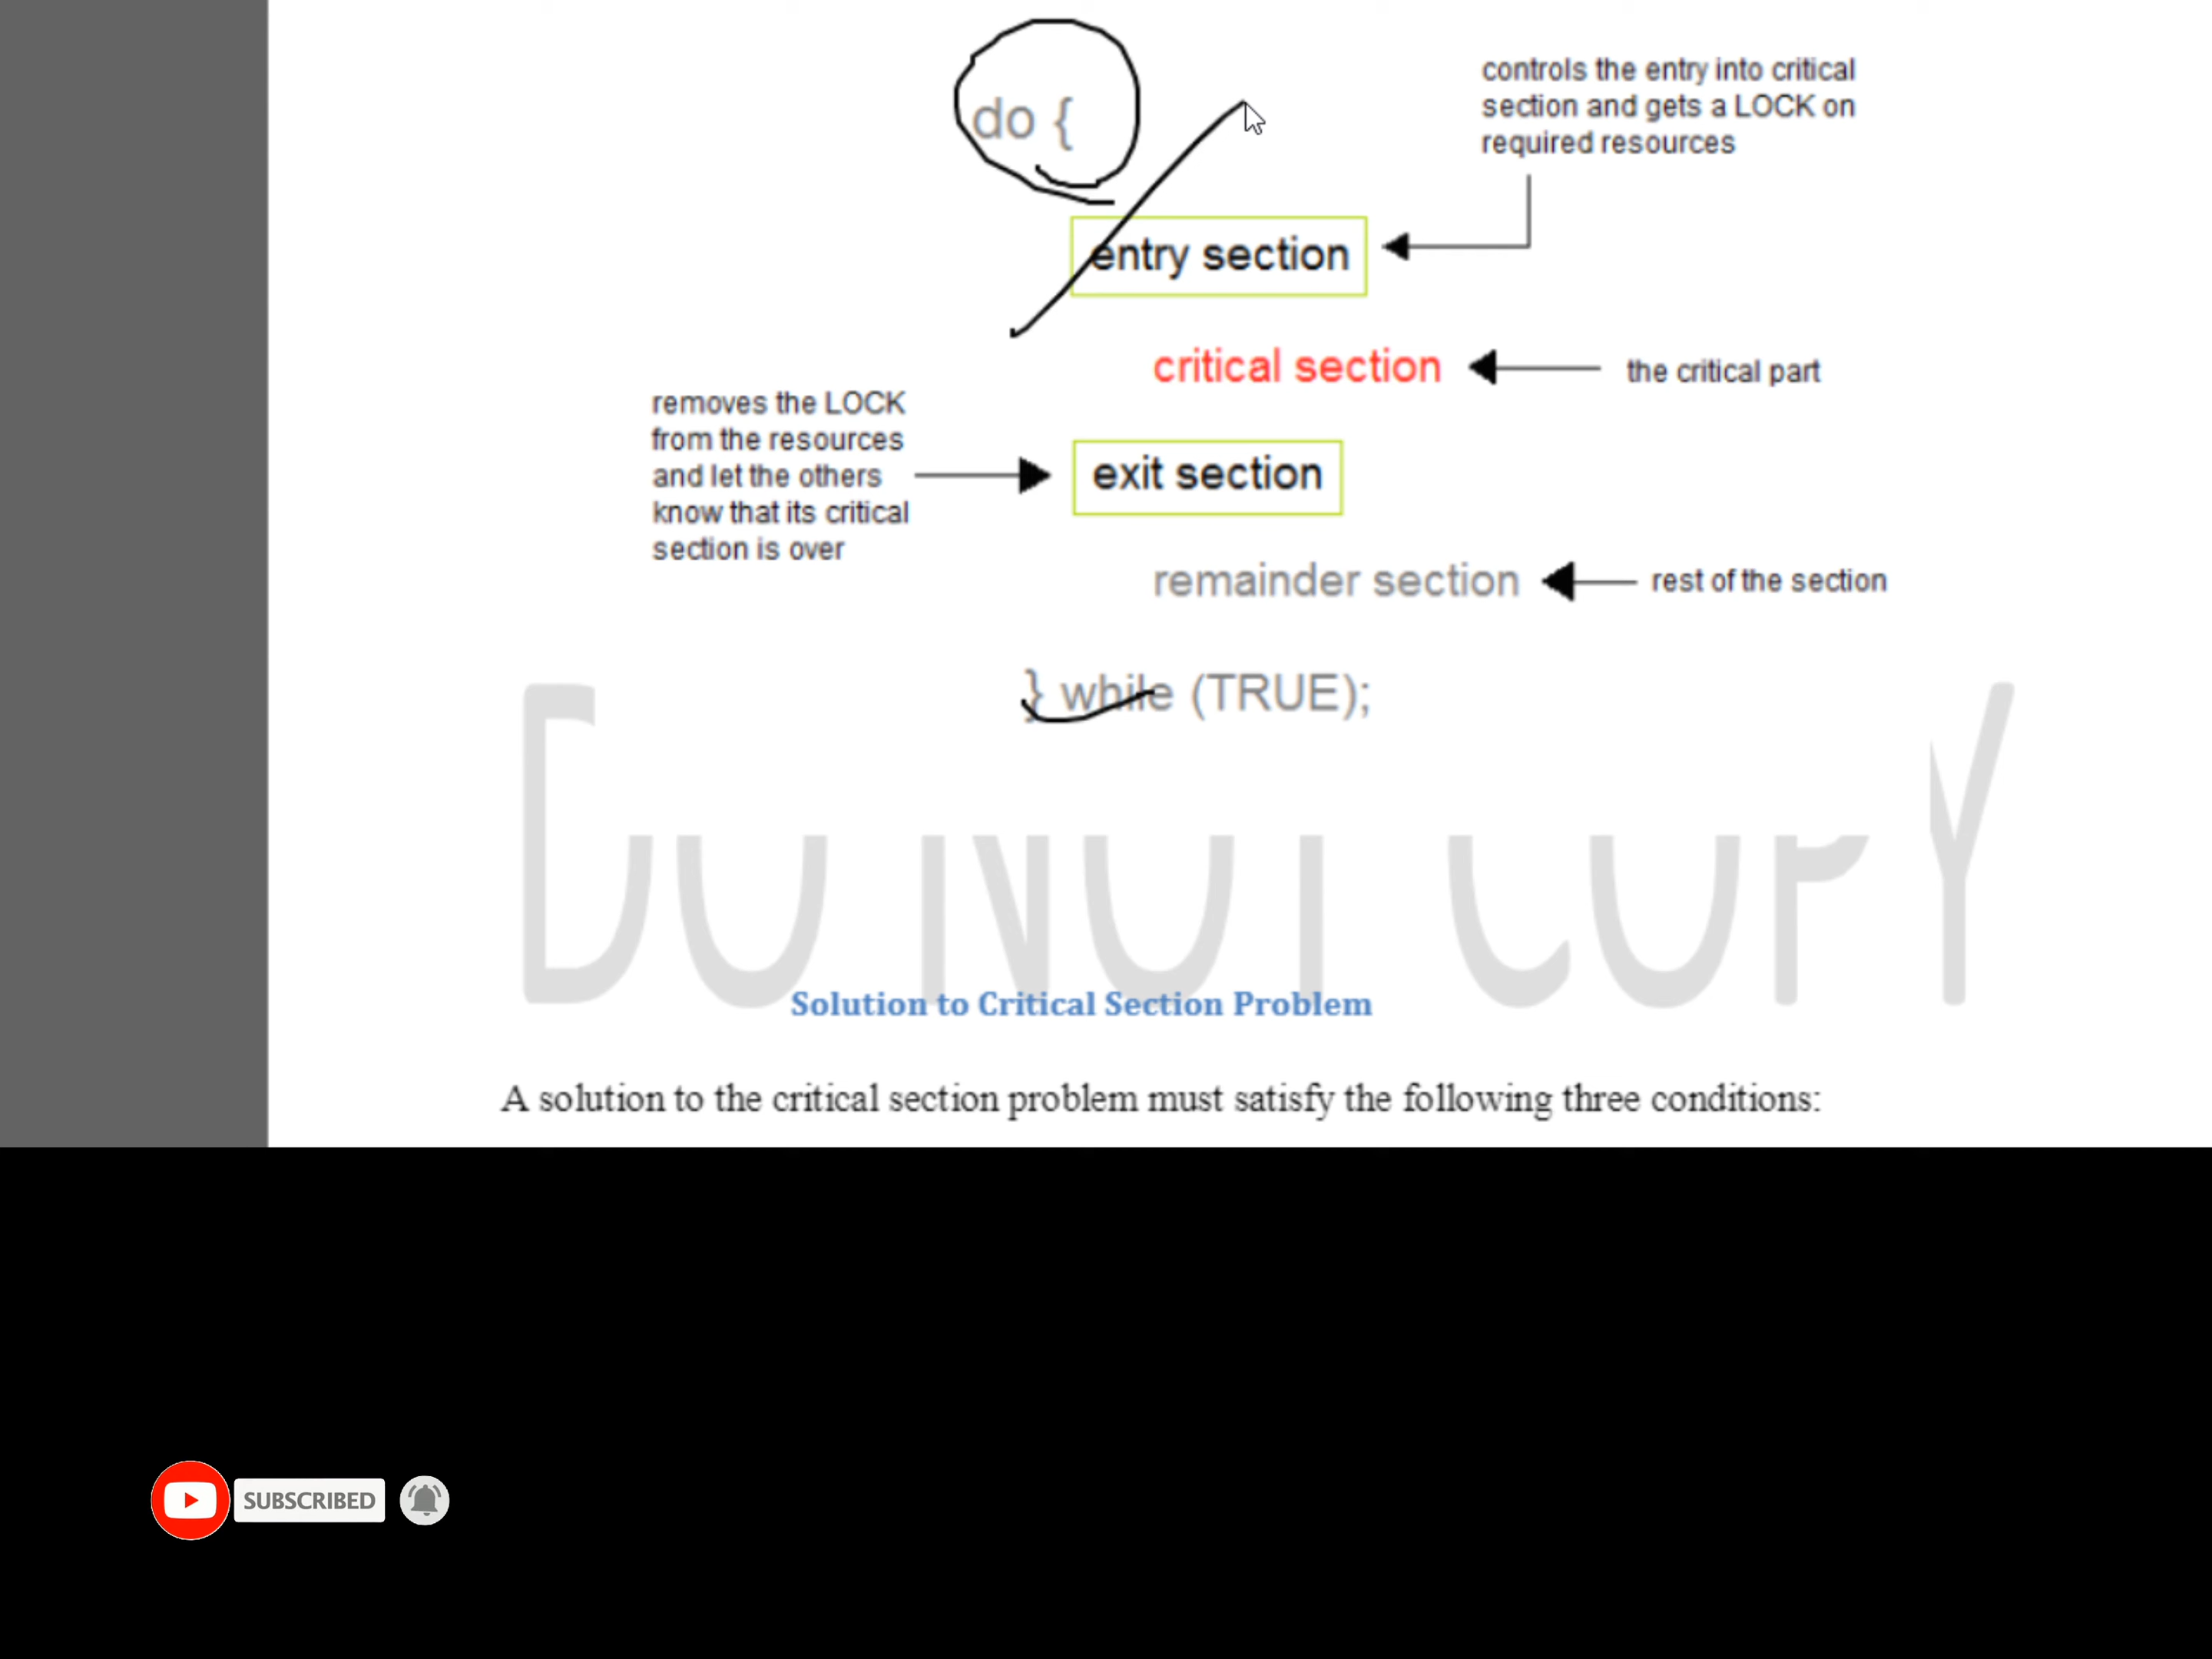 do {
controls the entry into critical
section and gets a LOCK on
required resources
entry section
critical section
the critical part
removes the LOCK
from the resources
and let the others
know that its critical
section is over
exit section
remainder section
rest of the section
} while (TRUE);
DO NOT COPY
Solution to Critical Section Problem
A solution to the critical section problem must satisfy the following three conditions:
SUBSCRIBED